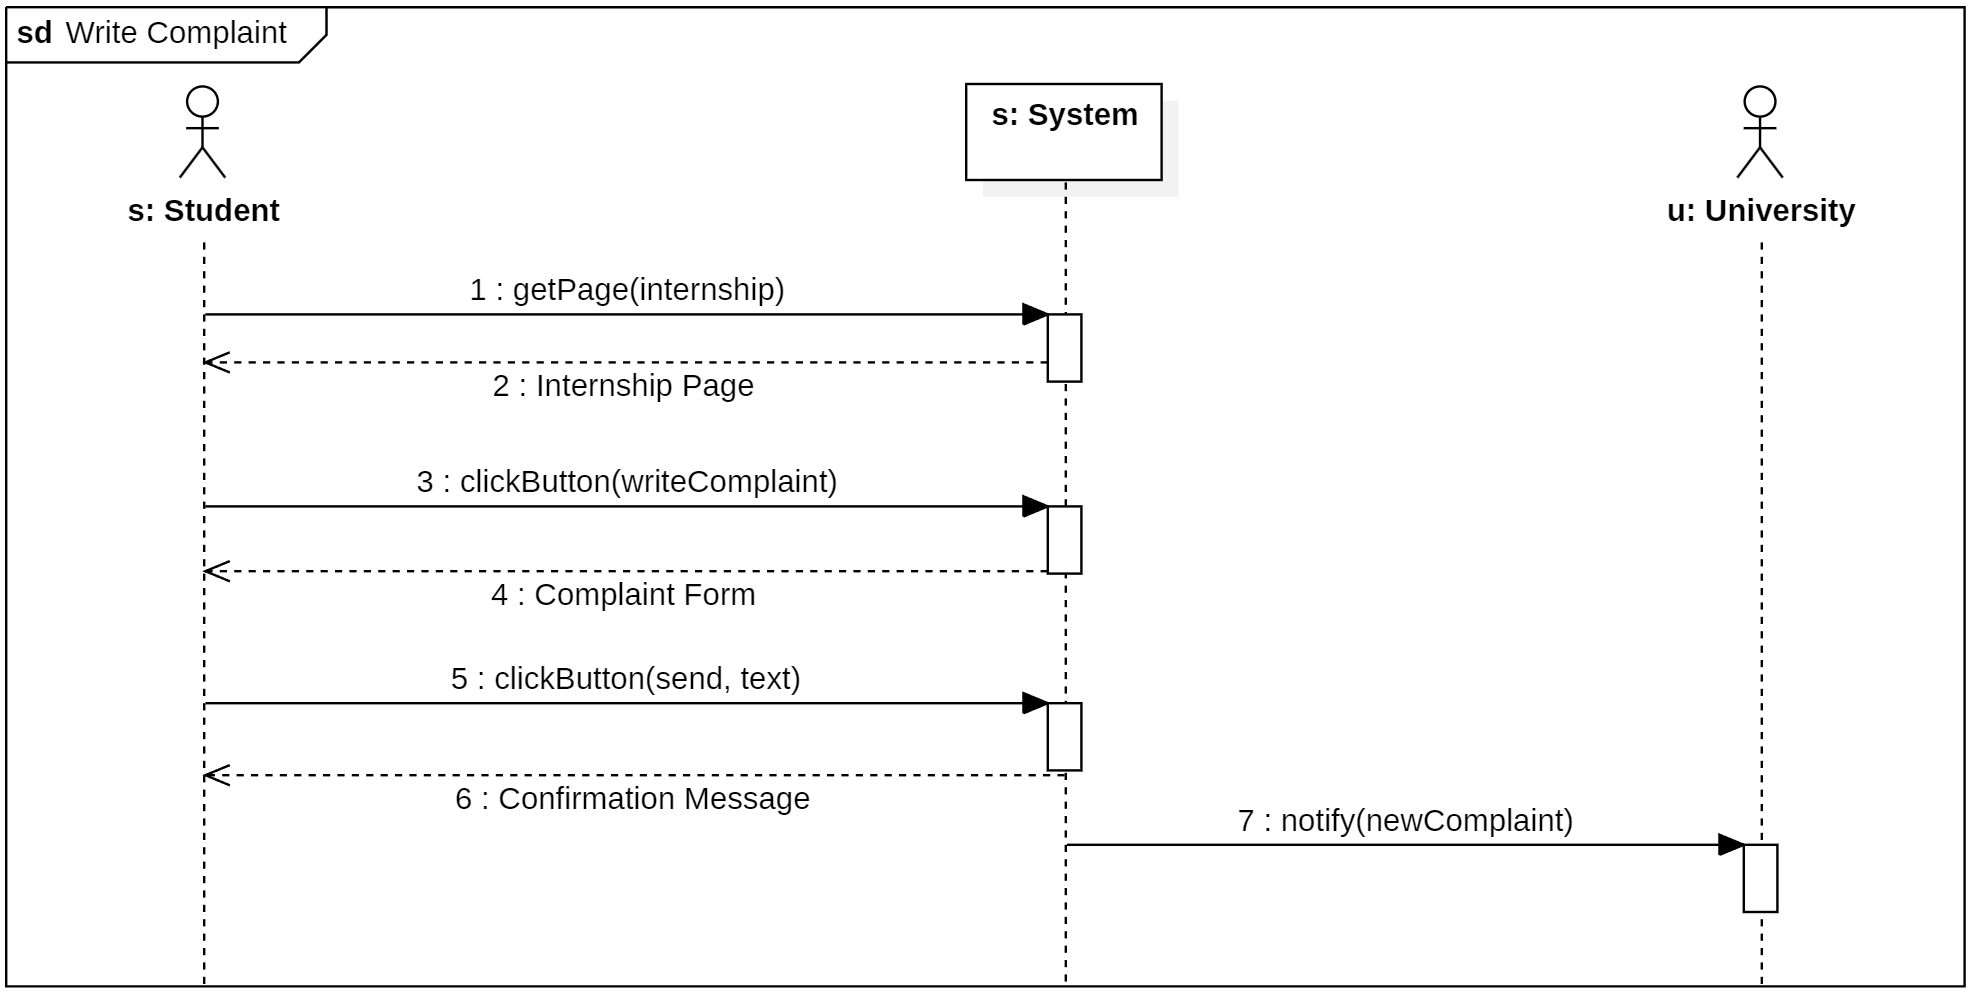 sd Write Complaint
s: Student
s: System
u: University
1 : getPage(internship)
2 : Internship Page
3 : clickButton(writeComplaint)
4 : Complaint Form
5 : clickButton(send, text)
6 : Confirmation Message
7 : notify(newComplaint)